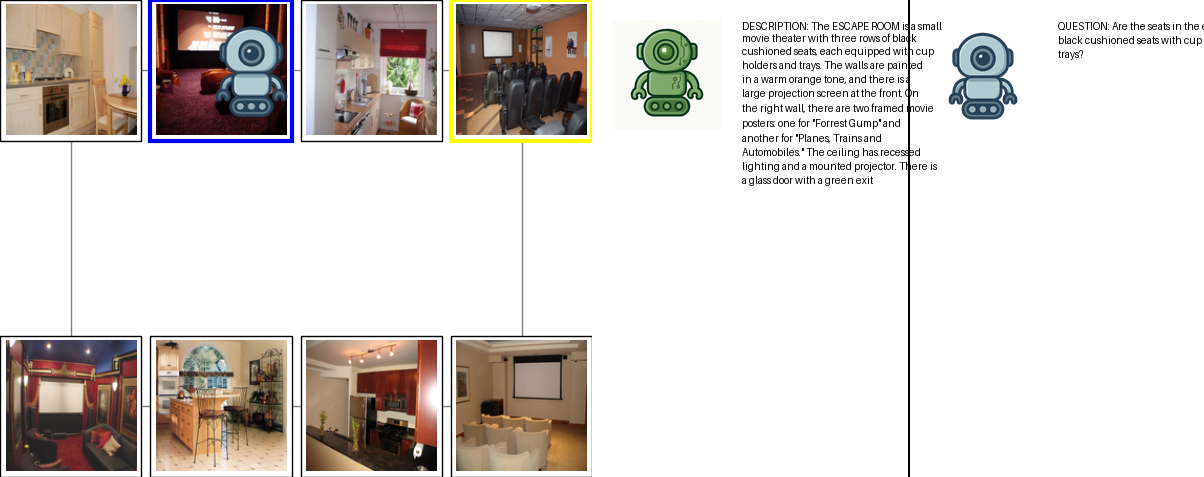 DESCRIPTION: The ESCAPE ROOM is a small
movie theater with three rows of black
cushioned seats, each equipped with cup
holders and trays. The walls are painted
in a warm orange tone, and there is a
large projection screen at the front. On
the right wall, there are two framed movie
posters: one for "Forrest Gump" and
another for "Planes, Trains and
Automobiles." The ceiling has recessed
lighting and a mounted projector. There is
a glass door with a green exit
QUESTION: Are the seats in the e
black cushioned seats with cup
trays?